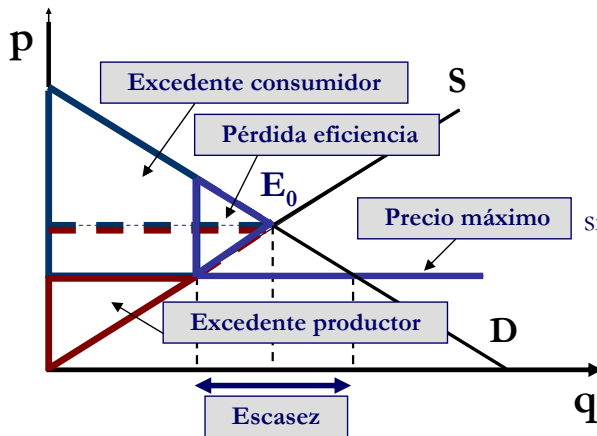 p
Excedente consumidor
S
Pérdida eficiencia
E₀
Precio máximo
Excedente productor
D
q
Escasez